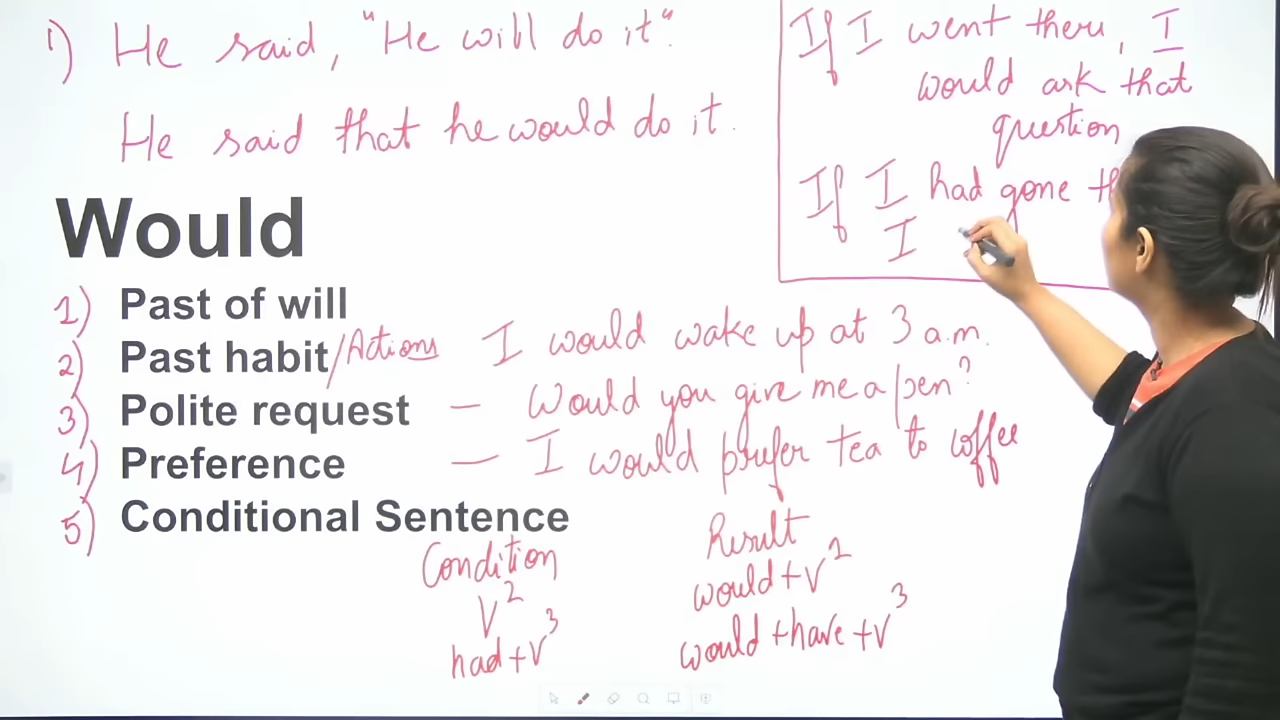 1) He said, "He will do it".
He said that he would do it.
If I went there, I
would ask that
question
If I had gone
I
Would
1) Past of will
2) Past habit/Actions I would wake up at 3 a.m.
3) Polite request — Would you give me a pen?
4) Preference — I would prefer tea to coffee
5) Conditional Sentence
Condition Result
V2 would+V1
had+V3 would+have+V3